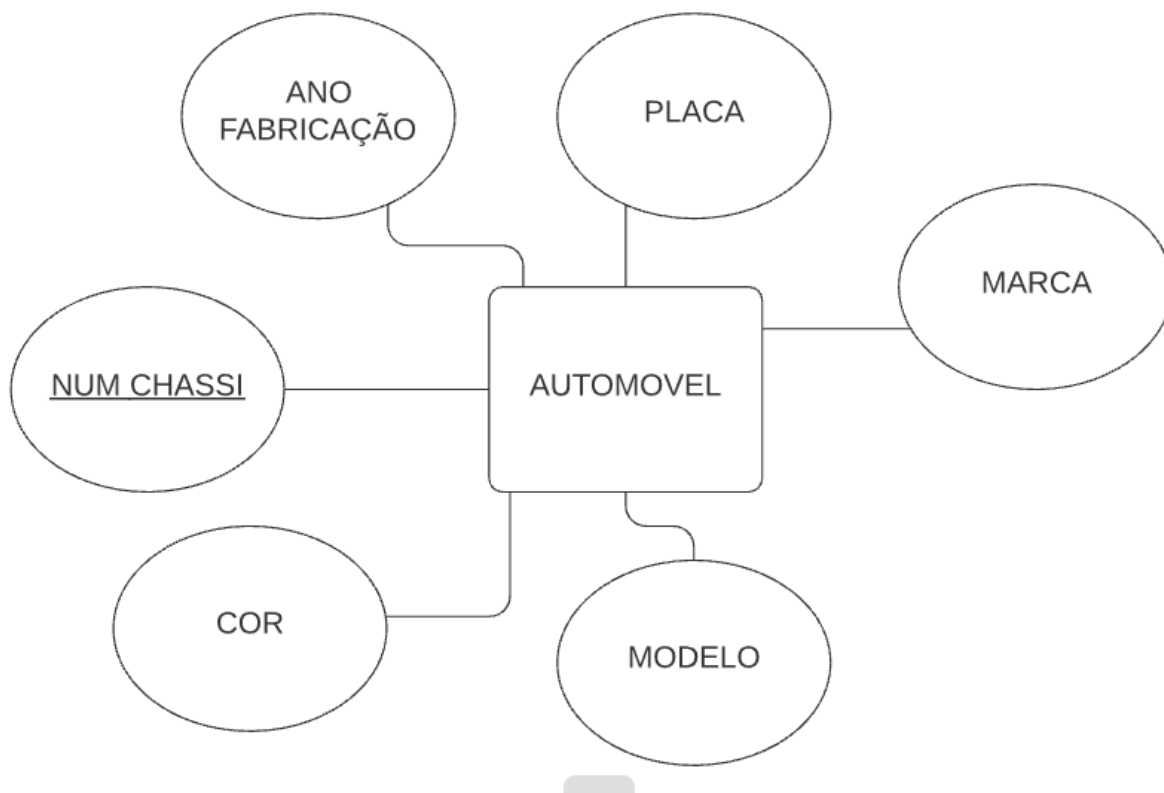 ANO
FABRICAÇÃO
PLACA
MARCA
NUM CHASSI
AUTOMOVEL
COR
MODELO